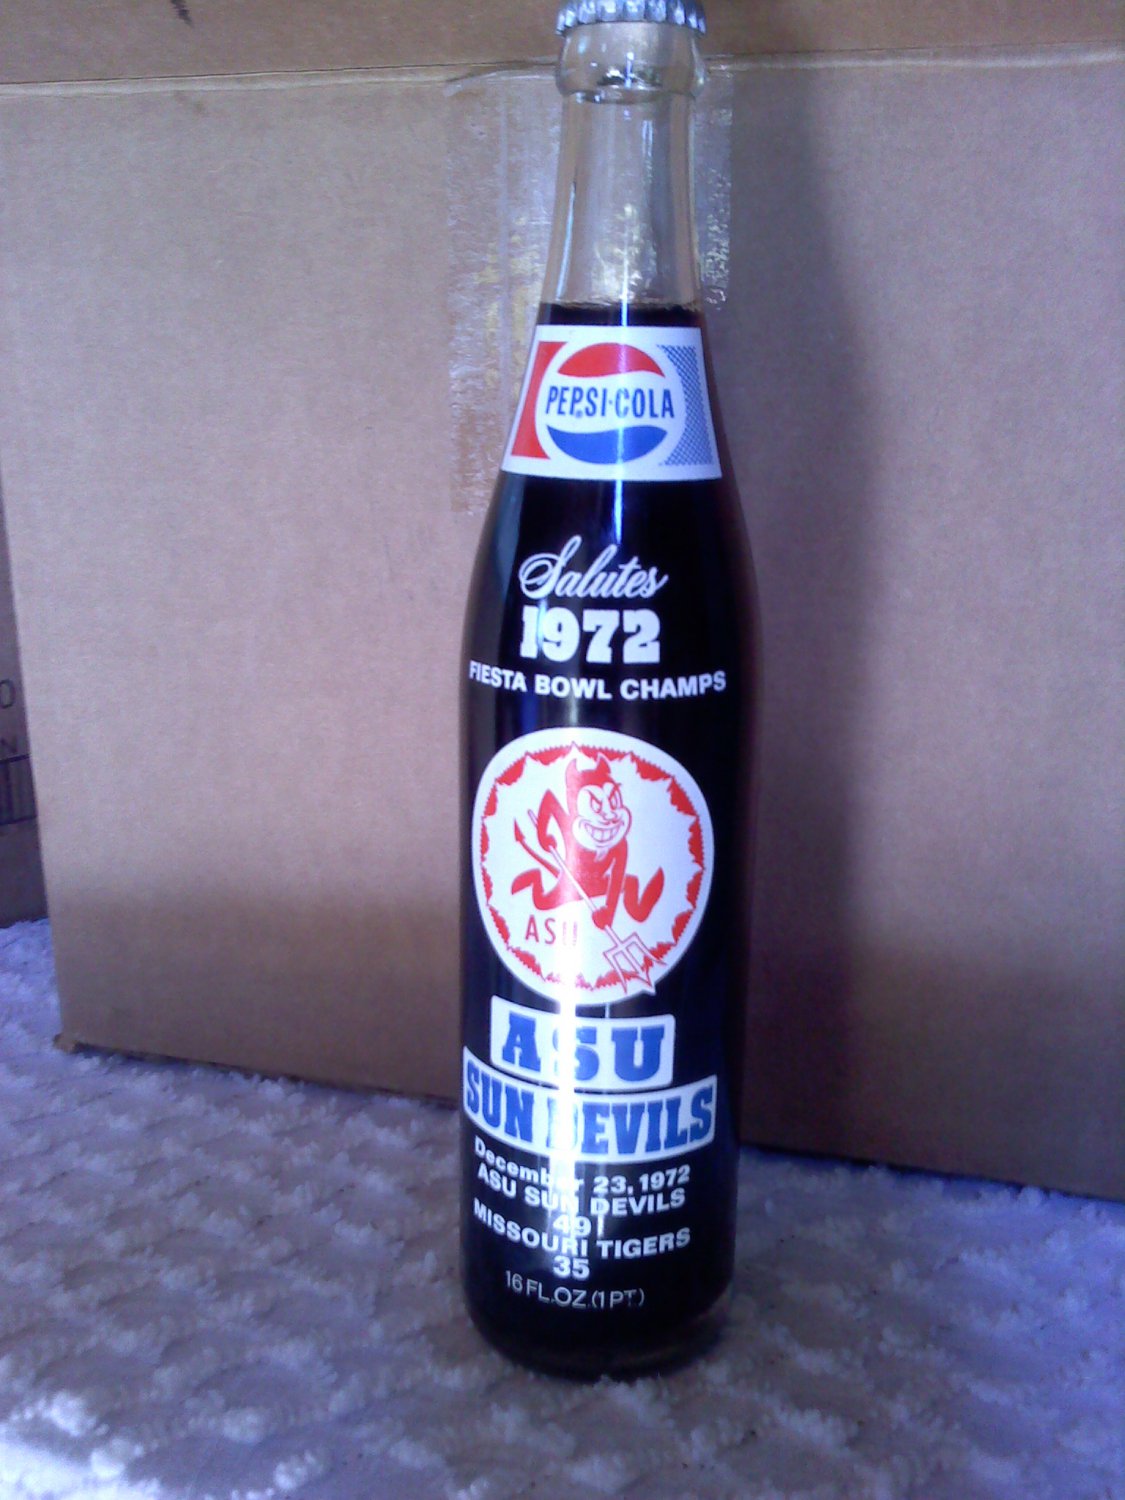 PEPSI·COLA
Salutes
1972
FIESTA BOWL CHAMPS
ASU
ASU
SUN DEVILS
December 23, 1972
ASU SUN DEVILS
49
MISSOURI TIGERS
35
16 FL.OZ.(1 PT.)